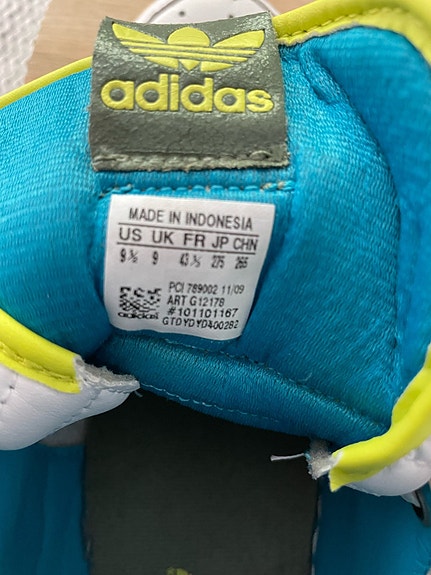 adidas
MADE IN INDONESIA
US UK FR JP CHN
9½ 9 43⅓ 275 265
PCI 789002 11/09
ART G12178
#101101167
adidas
GTDYDYD400282